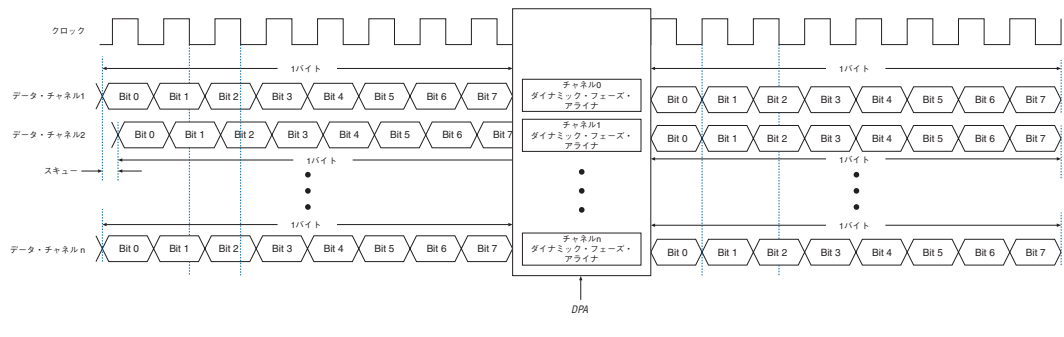 クロック
1バイト
1バイト
データ・チャネル1
Bit 0 Bit 1 Bit 2 Bit 3 Bit 4 Bit 5 Bit 6 Bit 7
チャネル0
ダイナミック・フェーズ・
アライナ
Bit 0 Bit 1 Bit 2 Bit 3 Bit 4 Bit 5 Bit 6 Bit 7
データ・チャネル2
Bit 0 Bit 1 Bit 2 Bit 3 Bit 4 Bit 5 Bit 6 Bit 7
チャネル1
ダイナミック・フェーズ・
アライナ
Bit 0 Bit 1 Bit 2 Bit 3 Bit 4 Bit 5 Bit 6 Bit 7
1バイト
1バイト
スキュー
1バイト
1バイト
データ・チャネル n
Bit 0 Bit 1 Bit 2 Bit 3 Bit 4 Bit 5 Bit 6 Bit 7
チャネルn
ダイナミック・フェーズ・
アライナ
Bit 0 Bit 1 Bit 2 Bit 3 Bit 4 Bit 5 Bit 6 Bit 7
DPA